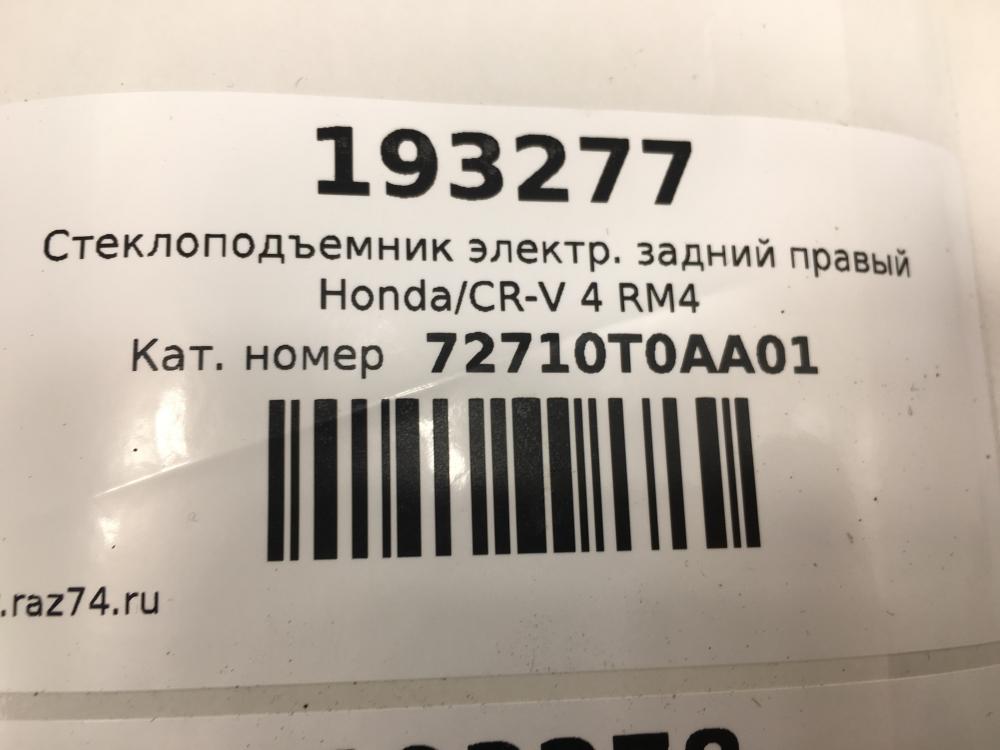 193277
Стеклоподъемник электр. задний правый
Honda/CR-V 4 RM4
Кат. номер 72710T0AA01
.raz74.ru